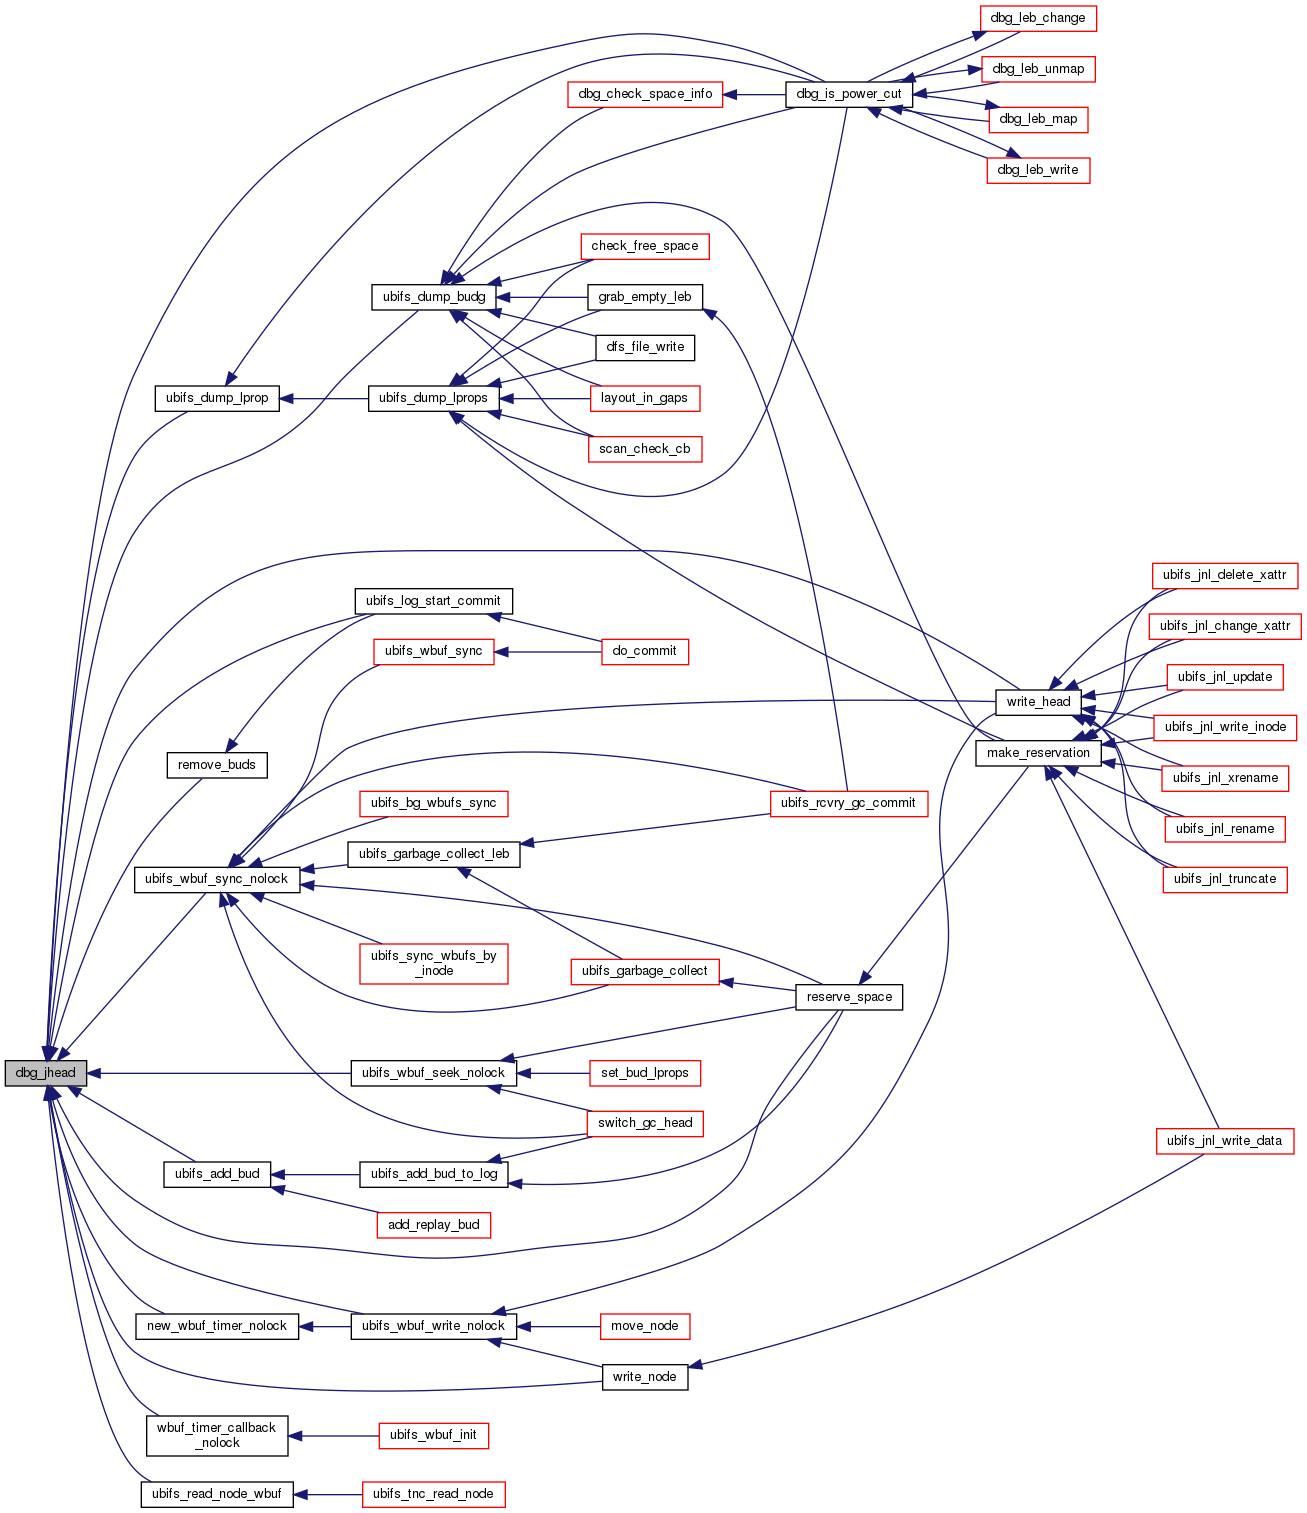 dbg_leb_change
dbg_leb_unmap
dbg_check_space_info
dbg_is_power_cut
dbg_leb_map
dbg_leb_write
check_free_space
ubifs_dump_budg
grab_empty_leb
dfs_file_write
ubifs_dump_lprop
ubifs_dump_lprops
layout_in_gaps
scan_check_cb
ubifs_jnl_delete_xattr
ubifs_log_start_commit
ubifs_jnl_change_xattr
ubifs_wbuf_sync
do_commit
ubifs_jnl_update
write_head
ubifs_jnl_write_inode
make_reservation
remove_buds
ubifs_jnl_xrename
ubifs_bg_wbufs_sync
ubifs_rcvry_gc_commit
ubifs_jnl_rename
ubifs_garbage_collect_leb
ubifs_wbuf_sync_nolock
ubifs_jnl_truncate
ubifs_sync_wbufs_by
_inode
ubifs_garbage_collect
reserve_space
dbg_jhead
ubifs_wbuf_seek_nolock
set_bud_lprops
switch_gc_head
ubifs_jnl_write_data
ubifs_add_bud
ubifs_add_bud_to_log
add_replay_bud
new_wbuf_timer_nolock
ubifs_wbuf_write_nolock
move_node
write_node
wbuf_timer_callback
_nolock
ubifs_wbuf_init
ubifs_read_node_wbuf
ubifs_tnc_read_node